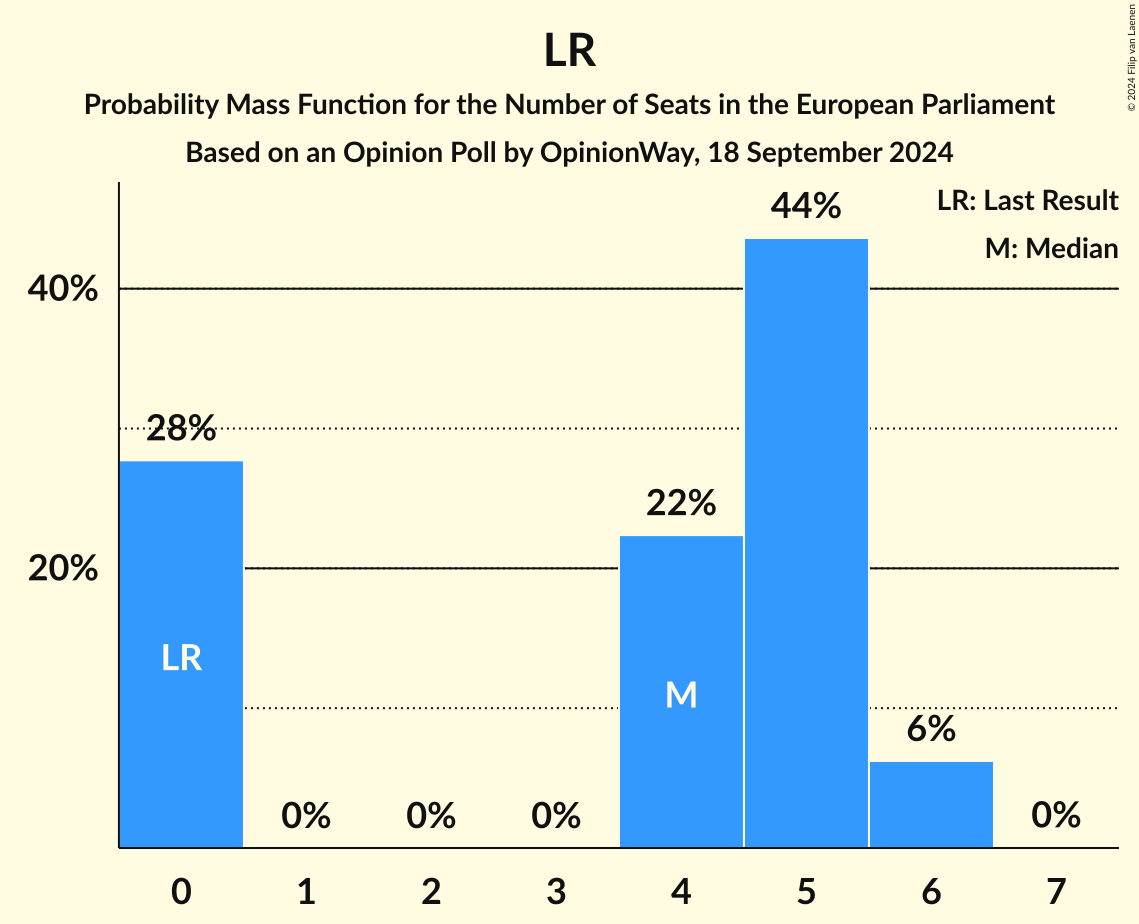 LR
Probability Mass Function for the Number of Seats in the European Parliament
Based on an Opinion Poll by OpinionWay, 18 September 2024
© 2024 Filip van Laenen
LR: Last Result
M: Median
44%
40%
28%
22%
20%
LR
M
6%
0%
0%
0%
0%
0 1 2 3 4 5 6 7